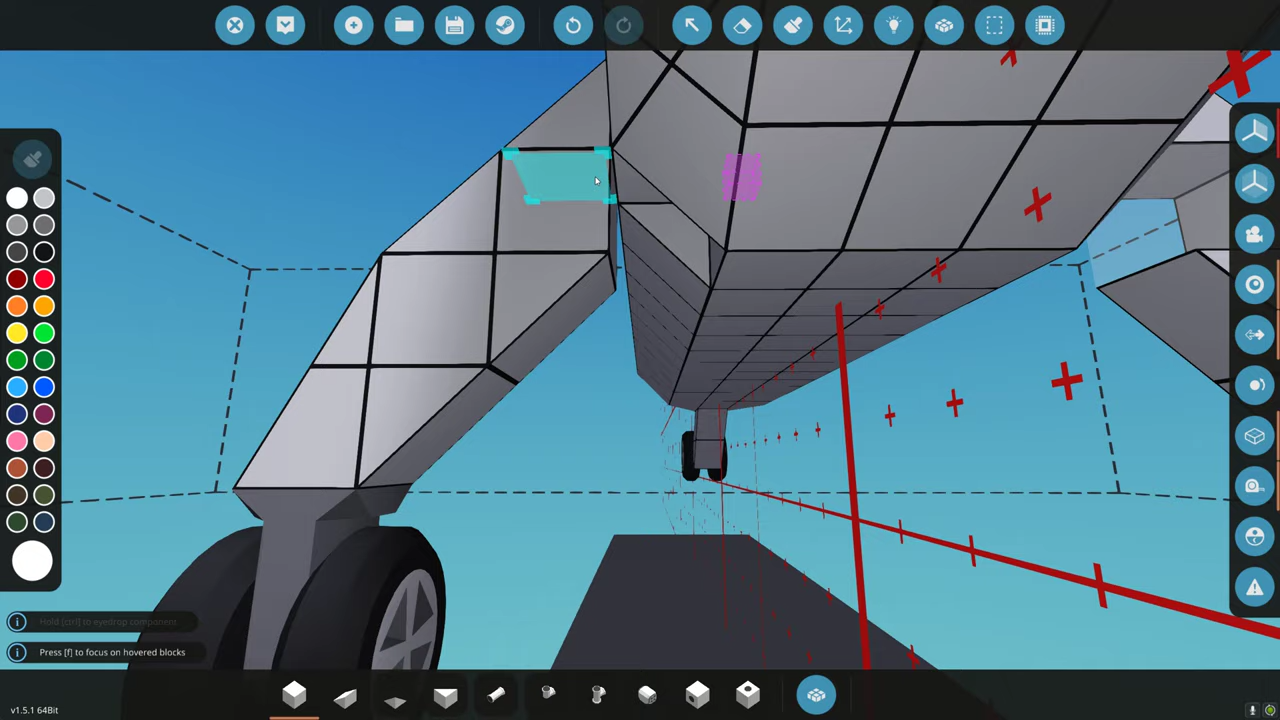 Hold [ctrl] to eyedrop component
Press [f] to focus on hovered blocks
v1.5.1 64Bit